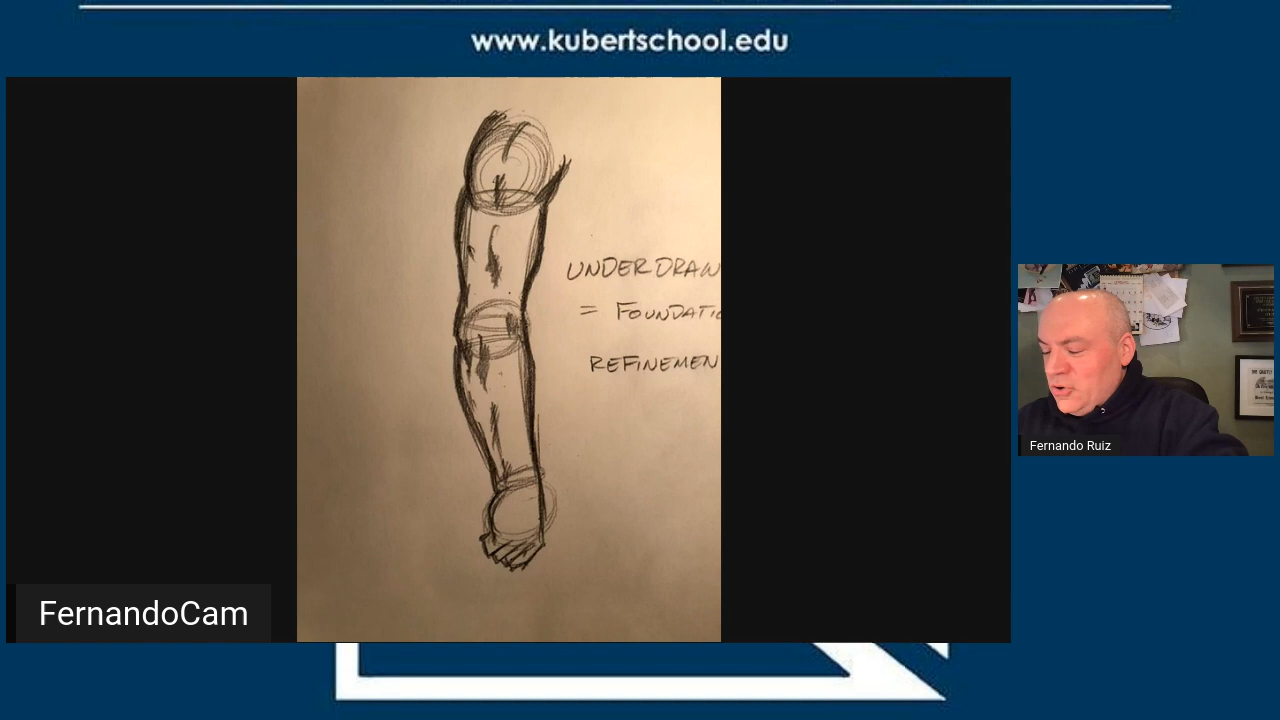 www.kubertschool.edu
UNDERDRAW
= FOUNDATIO
REFINEMEN
Fernando Ruiz
FernandoCam